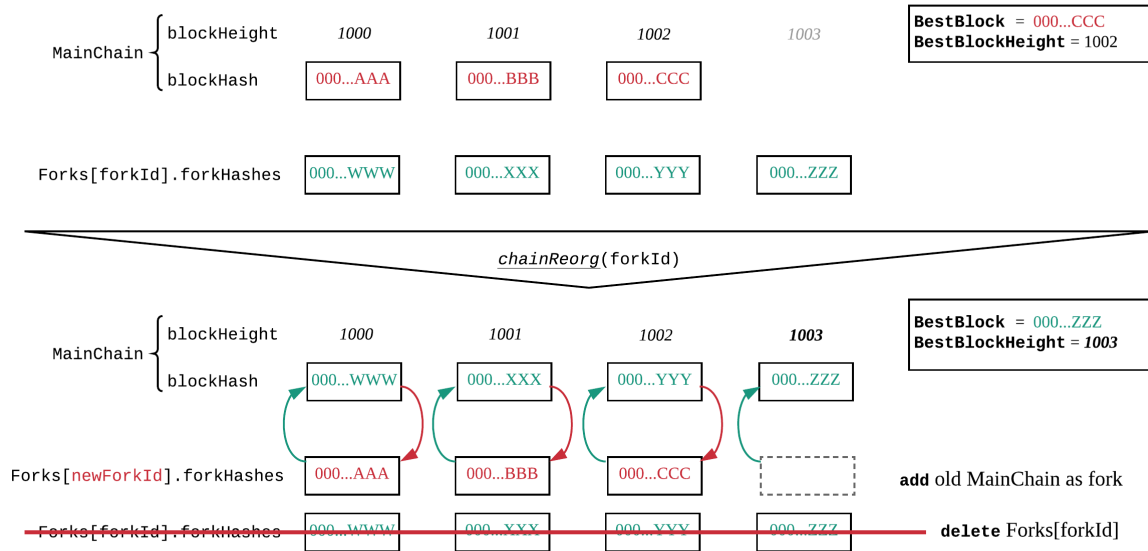 blockHeight 1000 1001 1002 1003
MainChain
blockHash 000...AAA 000...BBB 000...CCC
BestBlock = 000...CCC
BestBlockHeight = 1002
Forks[forkId].forkHashes 000...WWW 000...XXX 000...YYY 000...ZZZ
chainReorg(forkId)
blockHeight 1000 1001 1002 1003
MainChain
blockHash 000...WWW 000...XXX 000...YYY 000...ZZZ
BestBlock = 000...ZZZ
BestBlockHeight = 1003
Forks[newForkId].forkHashes 000...AAA 000...BBB 000...CCC add old MainChain as fork
Forks[forkId].forkHashes 000...WWW 000...XXX 000...YYY 000...ZZZ delete Forks[forkId]